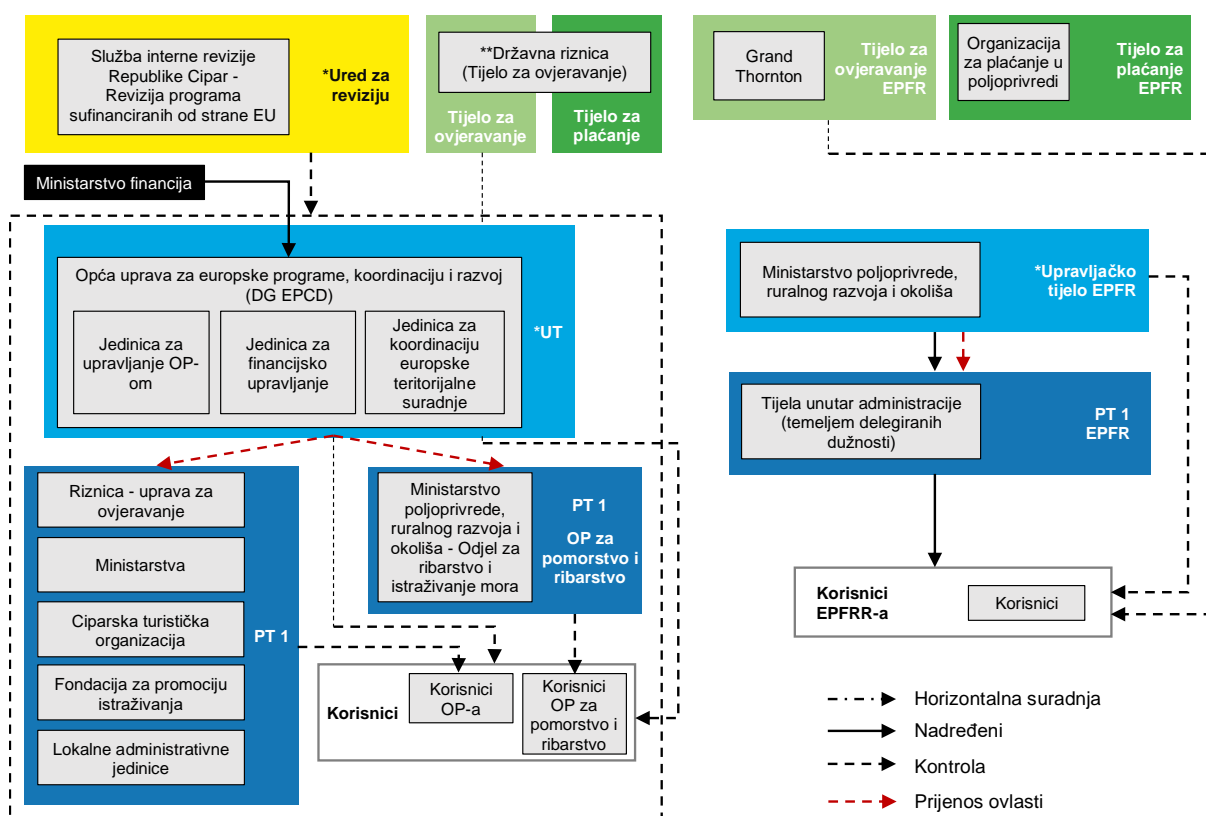 Služba interne revizije
Republike Cipar -
Revizija programa
sufinanciranih od strane EU
*Ured za
reviziju
**Državna riznica
(Tijelo za ovjeravanje)
Tijelo za
ovjeravanje
Tijelo za
plaćanje
Grand
Thornton
Tijelo za
ovjeravanje
EPFR
Organizacija
za plaćanje u
poljoprivredi
Tijelo za
plaćanje
EPFR
Ministarstvo financija
Opća uprava za europske programe, koordinaciju i razvoj
(DG EPCD)
Jedinica za
upravljanje OP-
om
Jedinica za
financijsko
upravljanje
Jedinica za
koordinaciju
europske
teritorijalne
suradnje
*UT
Ministarstvo poljoprivrede,
ruralnog razvoja i okoliša
*Upravljačko
tijelo EPFR
Tijela unutar administracije
(temeljem delegiranih
dužnosti)
PT 1
EPFR
Riznica - uprava za
ovjeravanje
Ministarstva
Ciparska turistička
organizacija
Fondacija za promociju
istraživanja
Lokalne administrativne
jedinice
PT 1
Ministarstvo
poljoprivrede,
ruralnog razvoja i
okoliša - Odjel za
ribarstvo i
istraživanje mora
PT 1
OP za
pomorstvo i
ribarstvo
Korisnici
Korisnici
OP-a
Korisnici
OP za
pomorstvo i
ribarstvo
Korisnici
EPFRR-a
Korisnici
Horizontalna suradnja
Nadređeni
Kontrola
Prijenos ovlasti